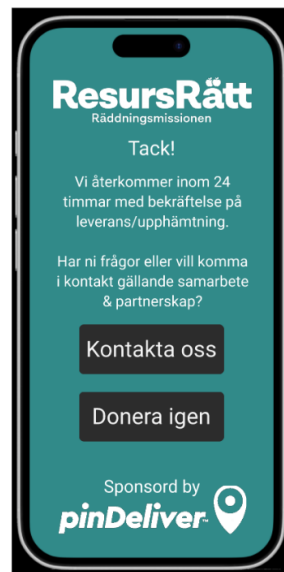 ResursRätt
Räddningsmissionen
Tack!
Vi återkommer inom 24
timmar med bekräftelse på
leverans/upphämtning.
Har ni frågor eller vill komma
i kontakt gällande samarbete
& partnerskap?
Kontakta oss
Donera igen
Sponsord by
pinDeliver